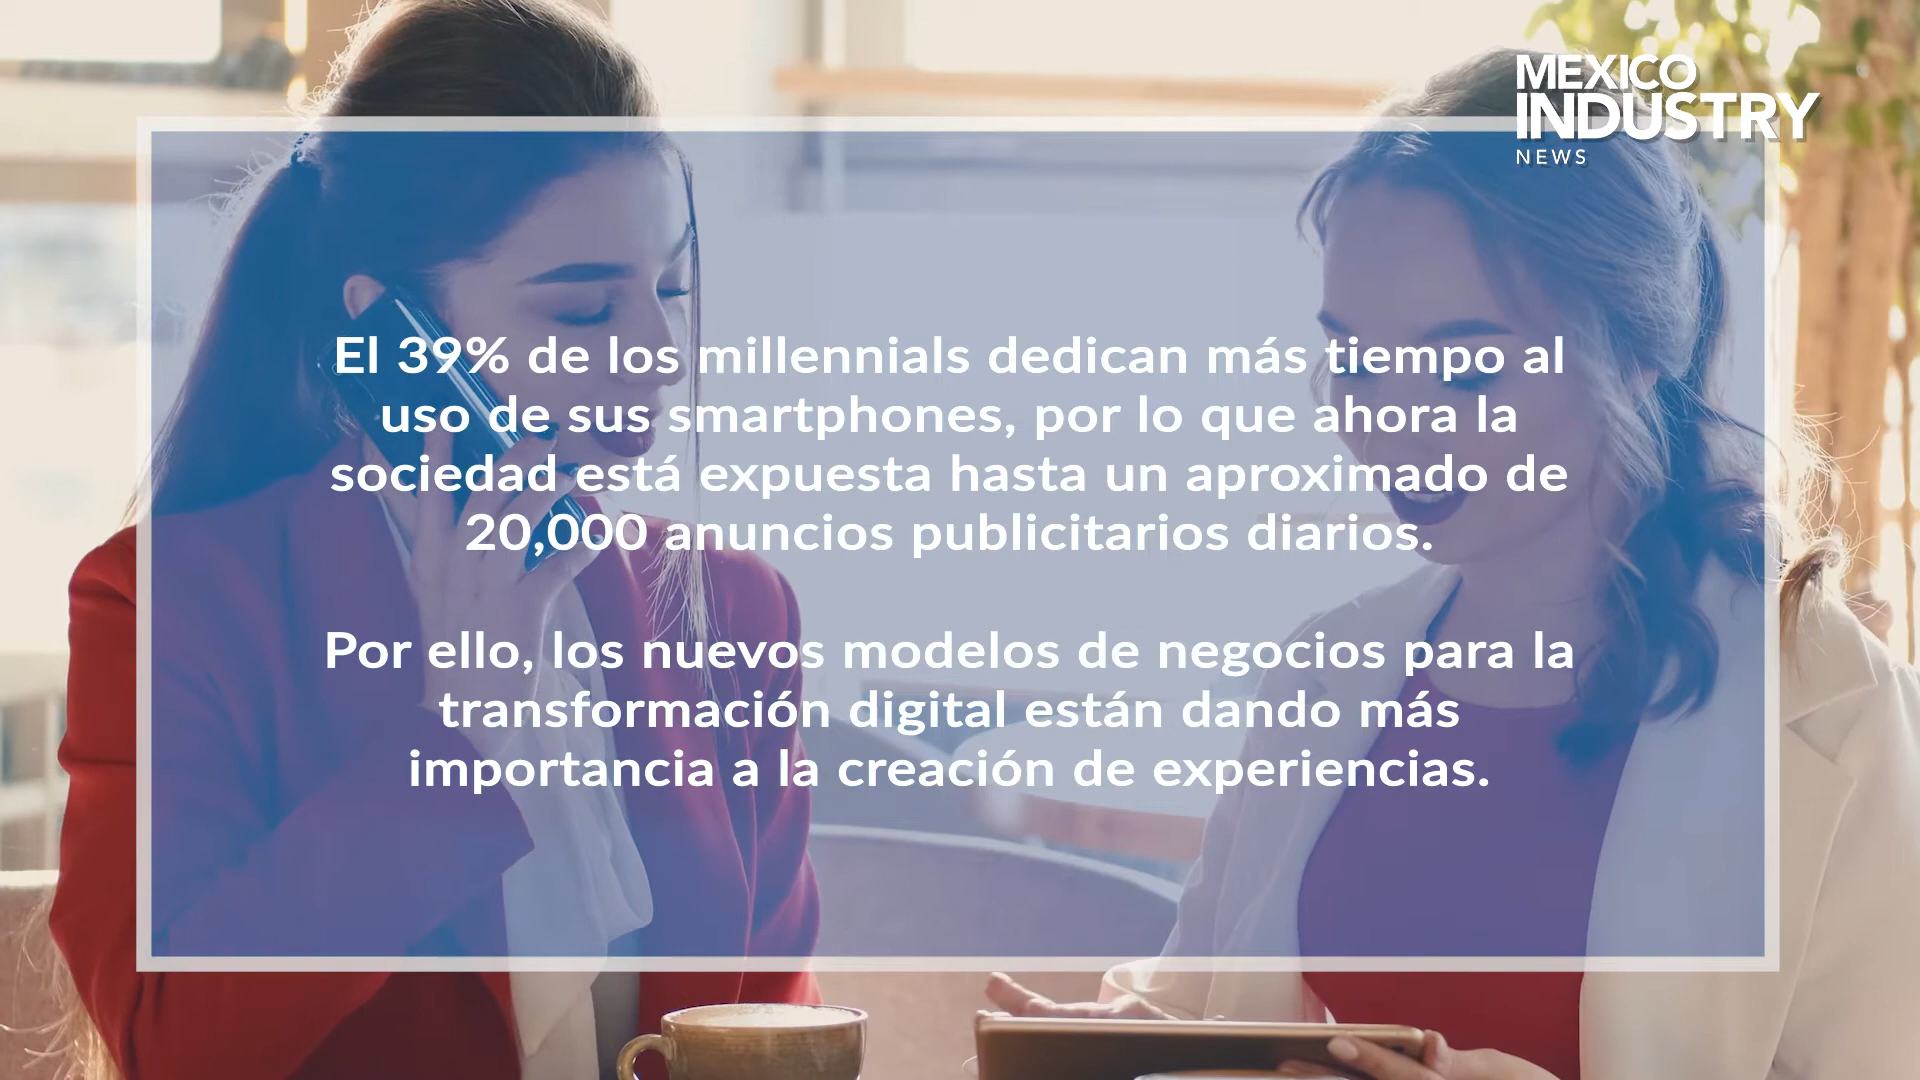 MEXICO
INDUSTRY
NEWS
El 39% de los millennials dedican más tiempo al
uso de sus smartphones, por lo que ahora la
sociedad está expuesta hasta un aproximado de
20,000 anuncios publicitarios diarios.
Por ello, los nuevos modelos de negocios para la
transformación digital están dando más
importancia a la creación de experiencias.